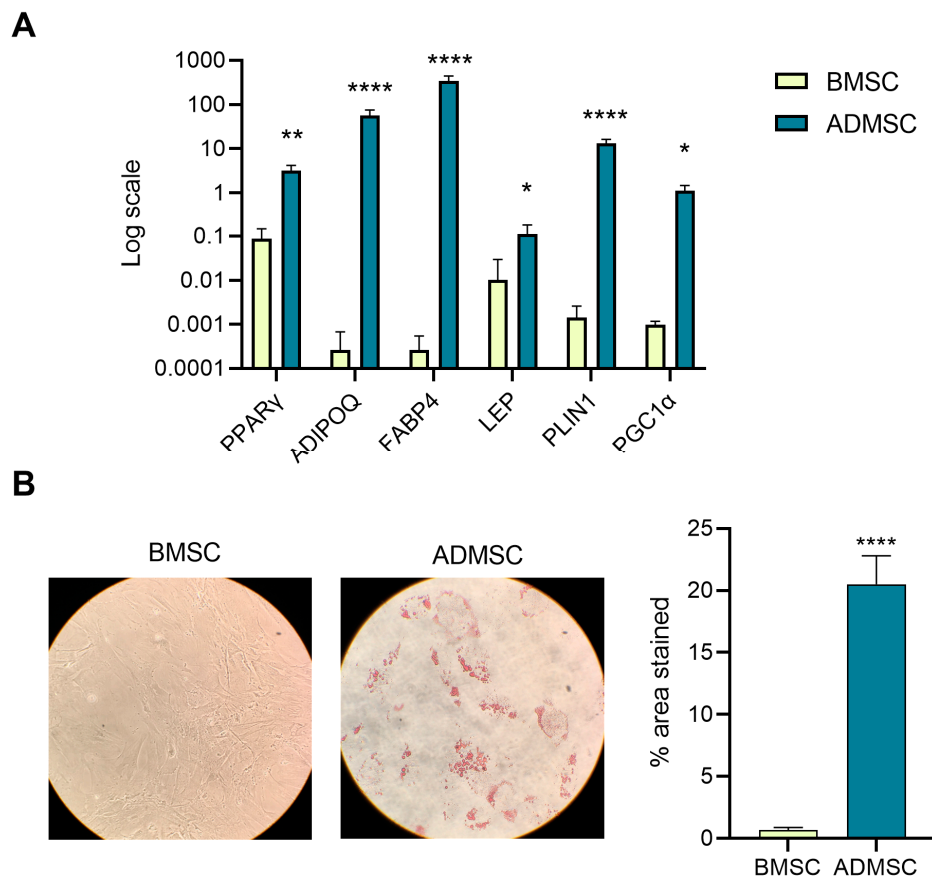 A
Log scale
1000
100
10
1
0.1
0.01
0.001
0.0001
**
****
****
*
****
*
PPARγ
ADIPOQ
FABP4
LEP
PLIN1
PGC1α
BMSC
ADMSC
B
BMSC
ADMSC
% area stained
25
20
15
10
5
0
****
BMSC
ADMSC